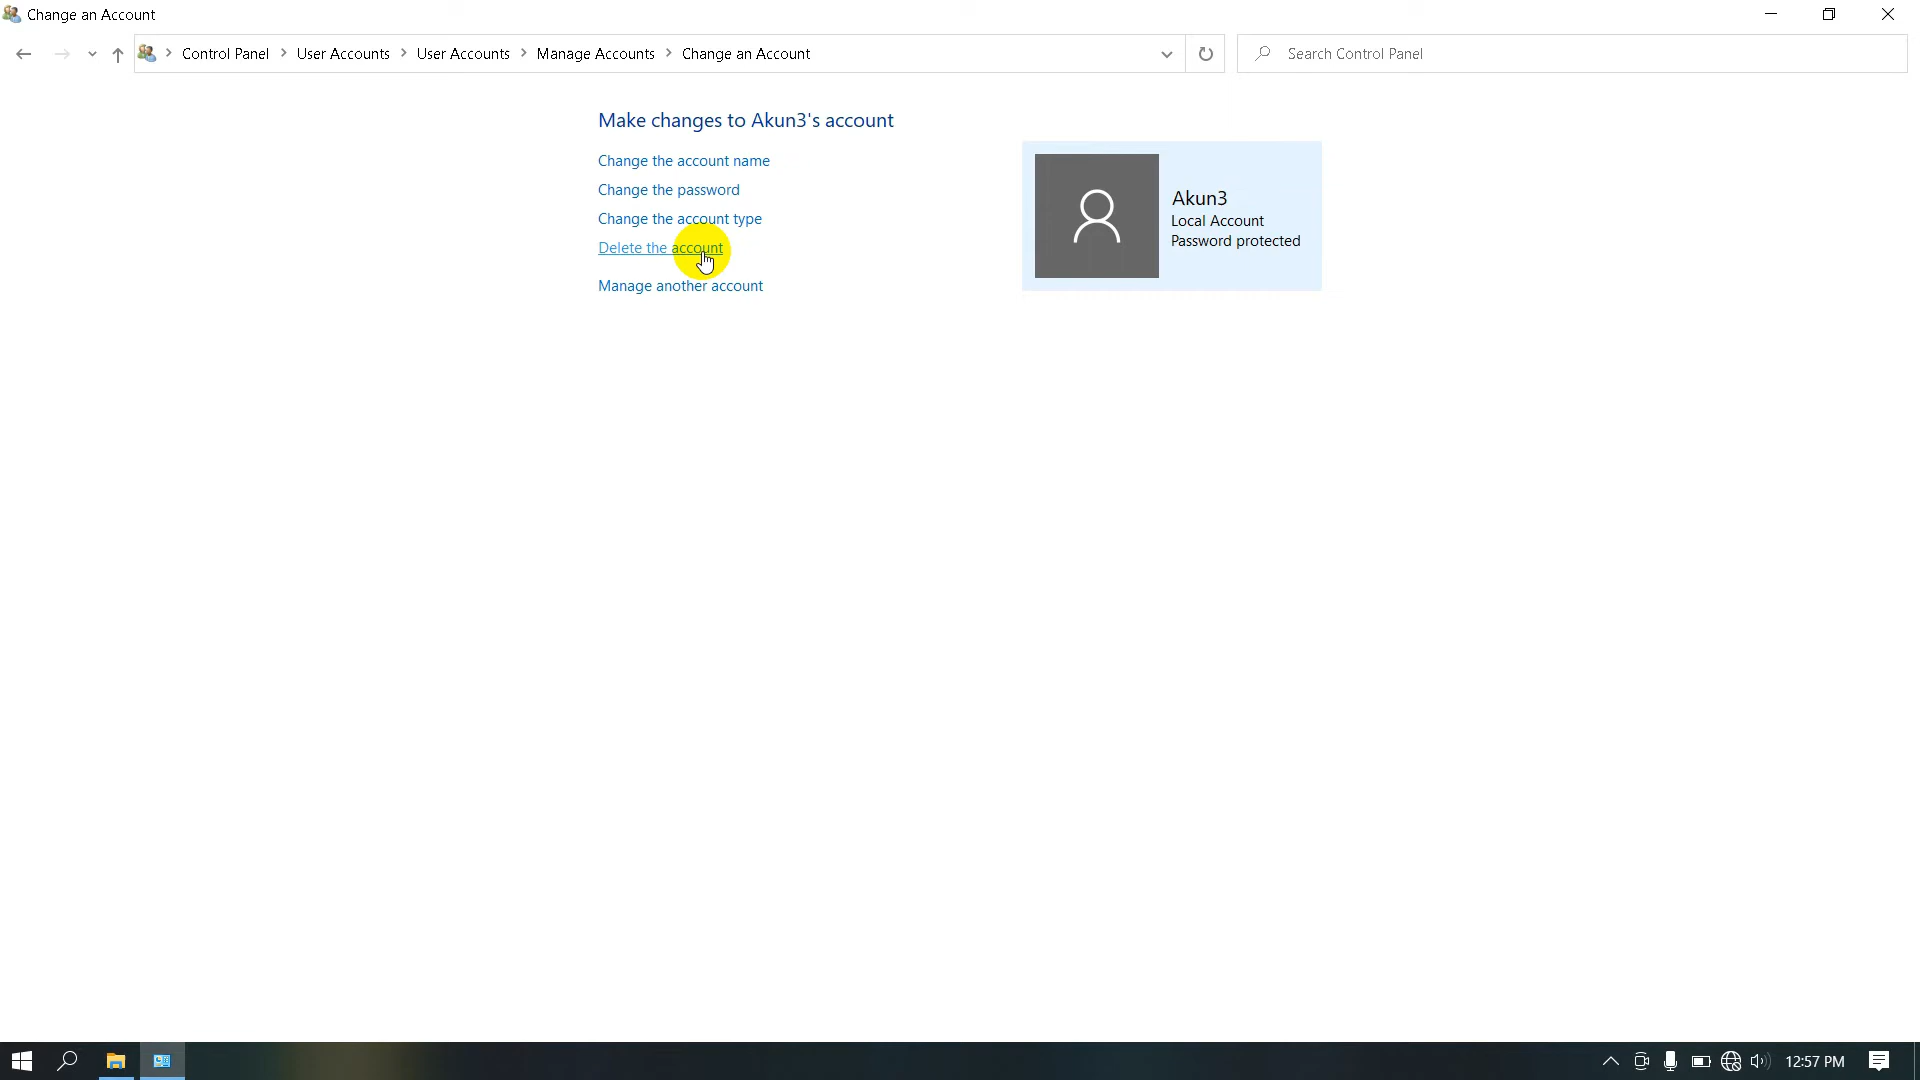 Change an Account
Control Panel > User Accounts > User Accounts > Manage Accounts > Change an Account
Search Control Panel
Make changes to Akun3's account
Change the account name
Change the password
Change the account type
Delete the account
Manage another account
Akun3
Local Account
Password protected
12:57 PM